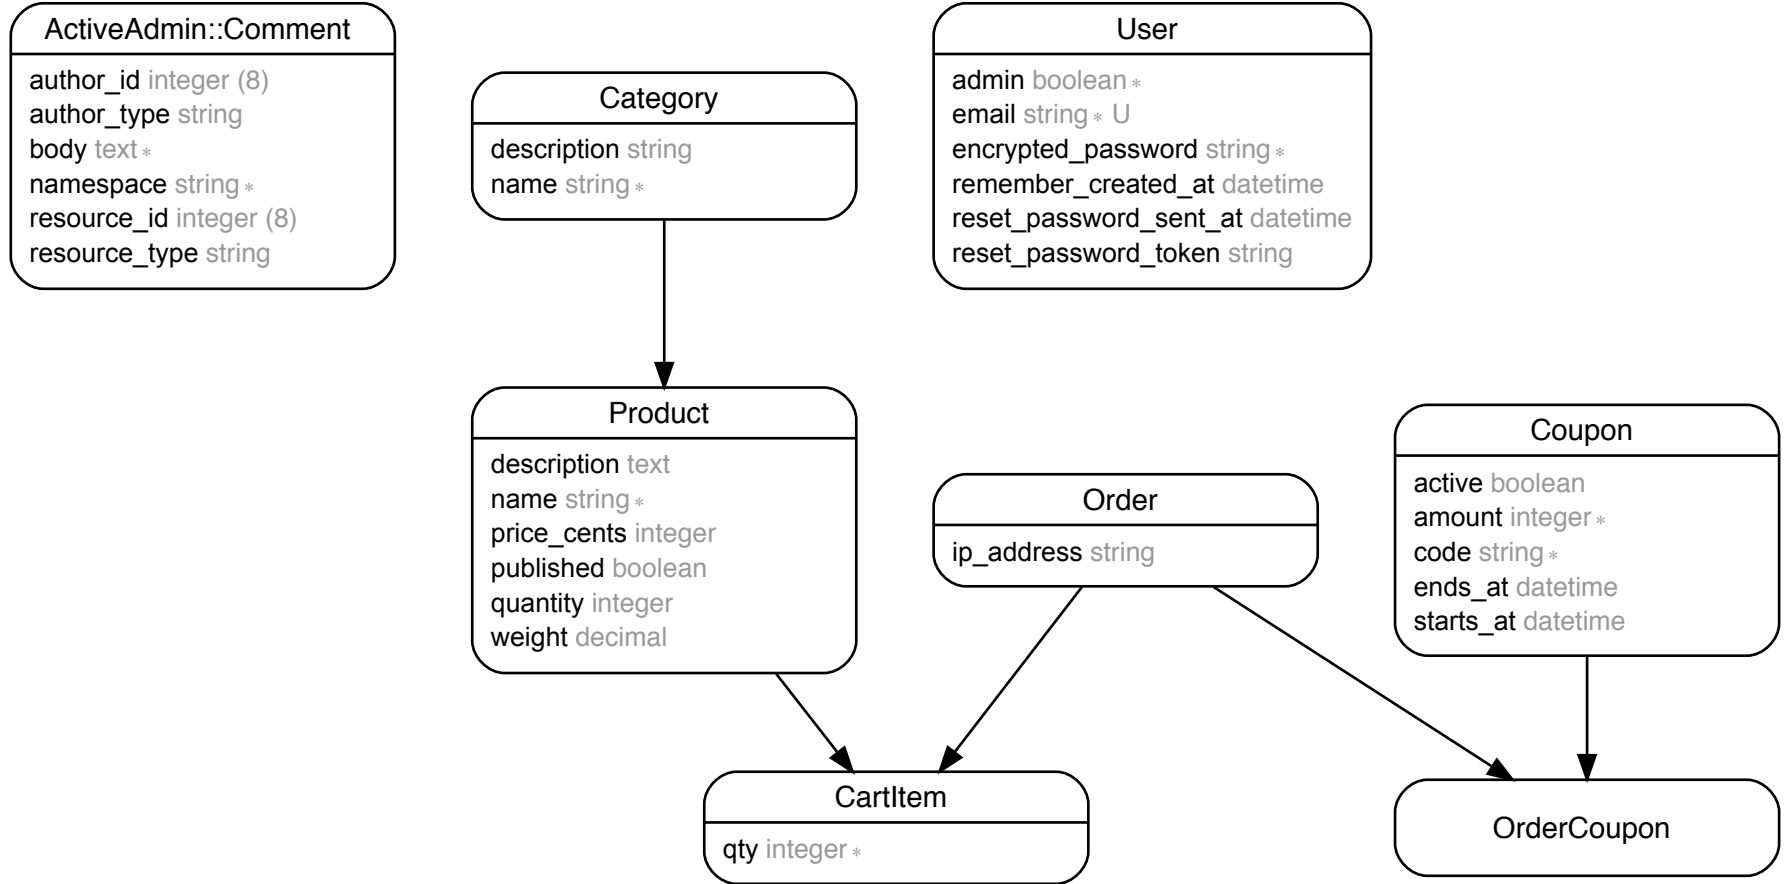 ActiveAdmin::Comment
author_id integer (8)
author_type string
body text *
namespace string *
resource_id integer (8)
resource_type string
Category
description string
name string *
User
admin boolean *
email string * U
encrypted_password string *
remember_created_at datetime
reset_password_sent_at datetime
reset_password_token string
Product
description text
name string *
price_cents integer
published boolean
quantity integer
weight decimal
Order
ip_address string
Coupon
active boolean
amount integer *
code string *
ends_at datetime
starts_at datetime
CartItem
qty integer *
OrderCoupon